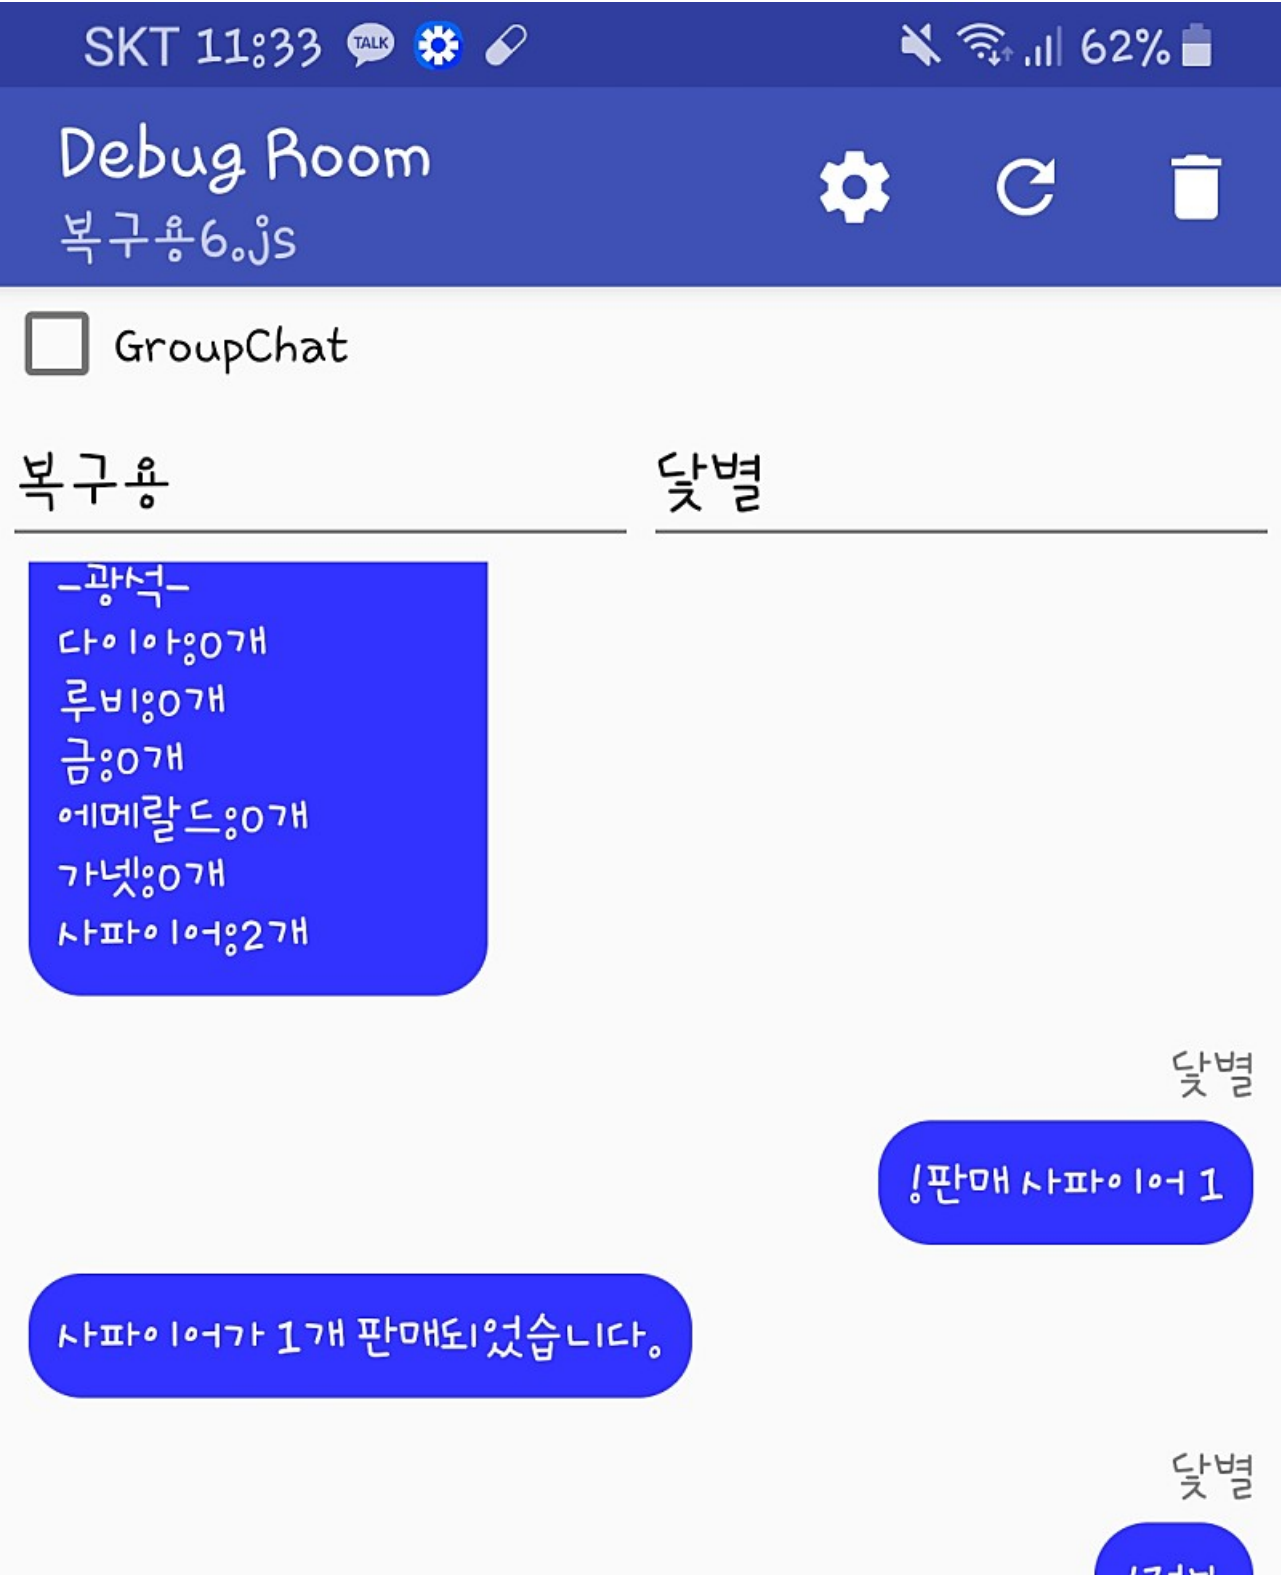 SKT 11:33 TALK 62%
Debug Room
복구용6.js
GroupChat
복구용 닻별
-광석-
다이아:0개
루비:0개
금:0개
에메랄드:0개
가넷:0개
사파이어:2개
닻별
!판매 사파이어 1
사파이어가 1개 판매되었습니다.
닻별